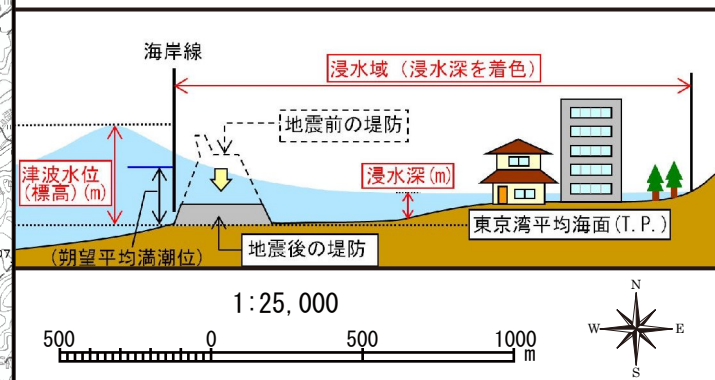 海岸線
浸水域（浸水深を着色）
地震前の堤防
津波水位
(標高)(m)
浸水深(m)
東京湾平均海面(T.P.)
(朔望平均満潮位)
地震後の堤防
1:25,000
500 0 500 1000
m
N
W E
S